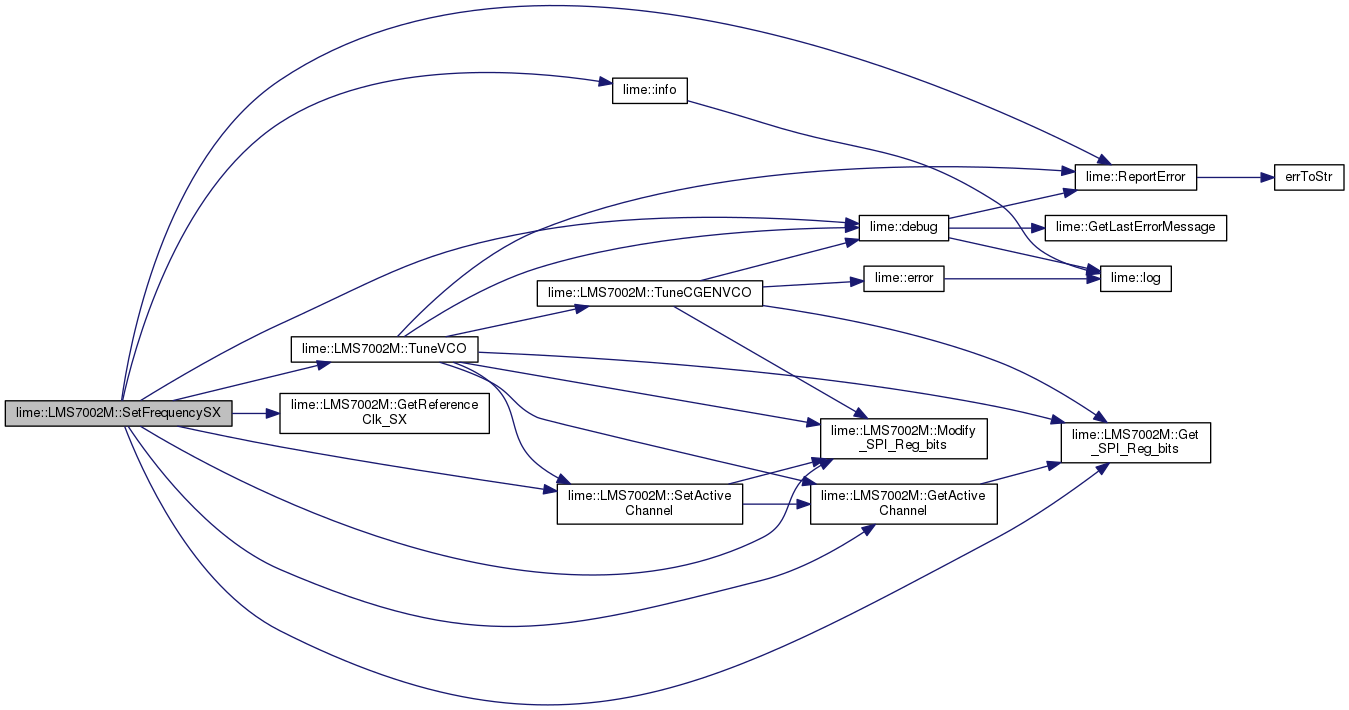 lime::info
lime::ReportError
errToStr
lime::debug
lime::GetLastErrorMessage
lime::error
lime::log
lime::LMS7002M::TuneCGENVCO
lime::LMS7002M::TuneVCO
lime::LMS7002M::SetFrequencySX
lime::LMS7002M::GetReference
Clk_SX
lime::LMS7002M::Modify
_SPI_Reg_bits
lime::LMS7002M::Get
_SPI_Reg_bits
lime::LMS7002M::SetActive
Channel
lime::LMS7002M::GetActive
Channel